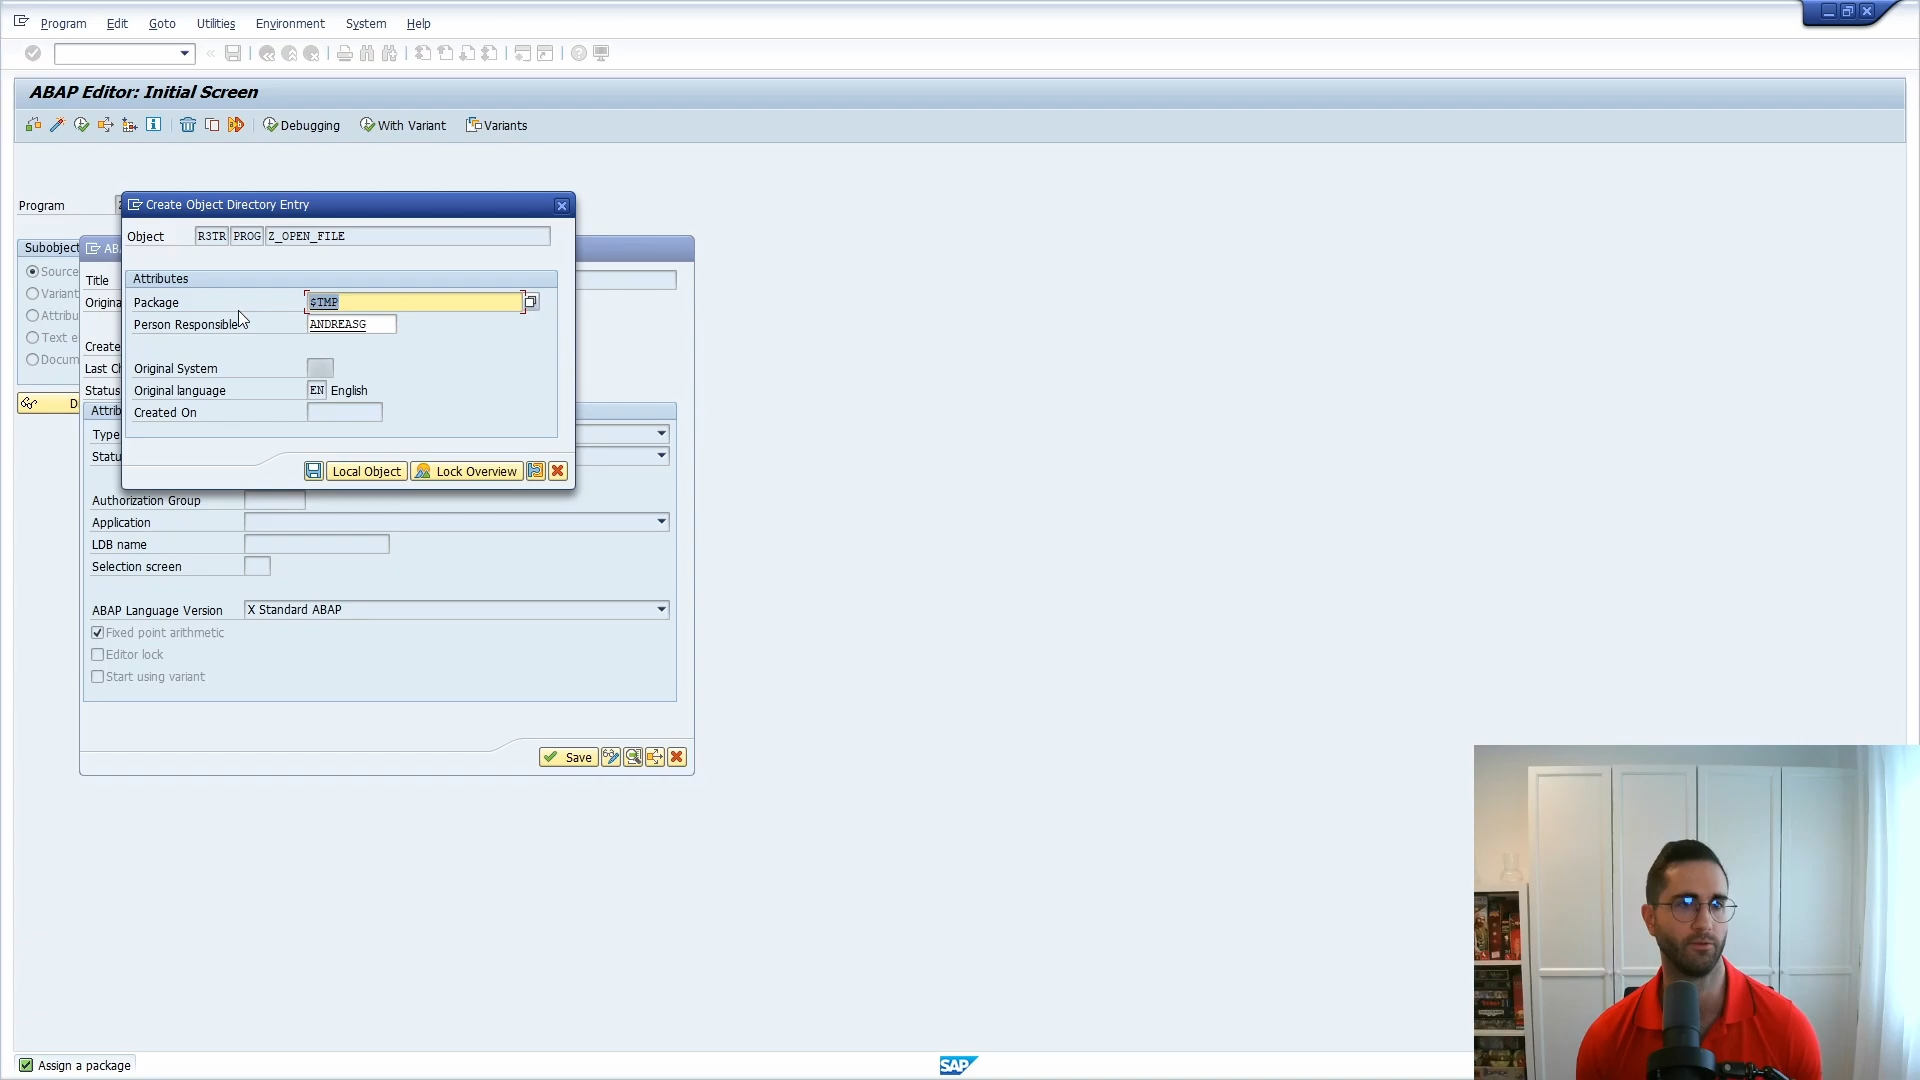 Program Edit Goto Utilities Environment System Help
ABAP Editor: Initial Screen
Debugging With Variant Variants
Program
Create Object Directory Entry
Object R3TR PROG Z_OPEN_FILE
Attributes
Package $TMP
Person Responsible ANDREASG
Original System
Original language EN English
Created On
Local Object Lock Overview
Subobject
Source
Variant
Attribu
Text e
Docum
D
AB
Title
Origina
Create
Last Ch
Status
Attrib
Type
Statu
Authorization Group
Application
LDB name
Selection screen
ABAP Language Version X Standard ABAP
Fixed point arithmetic
Editor lock
Start using variant
Save
Assign a package
SAP